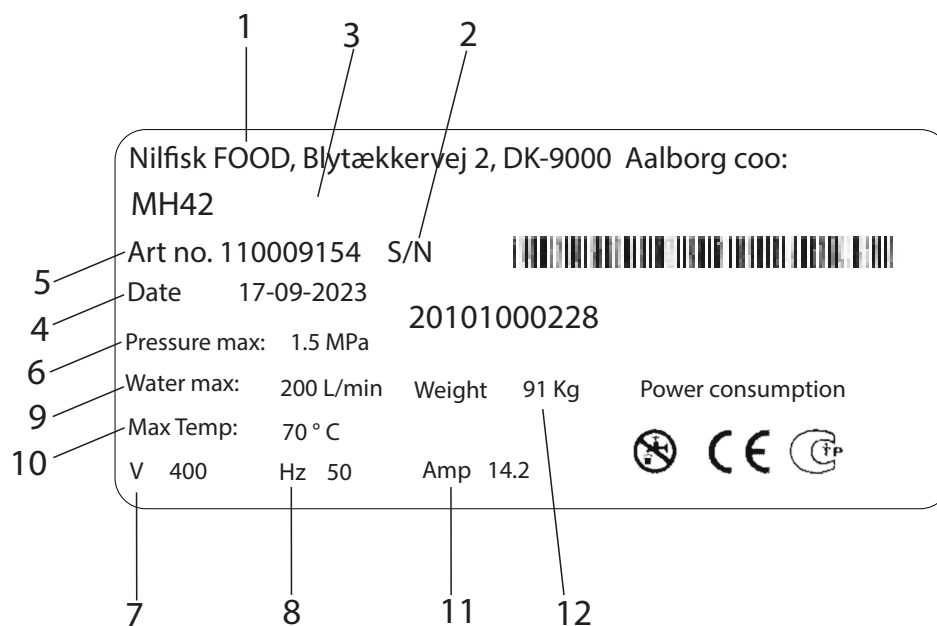 1
3
2
Nilfisk FOOD, Blytækkervej 2, DK-9000 Aalborg coo:
MH42
5
Art no. 110009154 S/N
4
Date 17-09-2023
20101000228
6
Pressure max: 1.5 MPa
9
Water max: 200 L/min Weight 91 Kg Power consumption
10
Max Temp: 70 ° C
V 400 Hz 50 Amp 14.2
CE
CTP
7
8
11
12